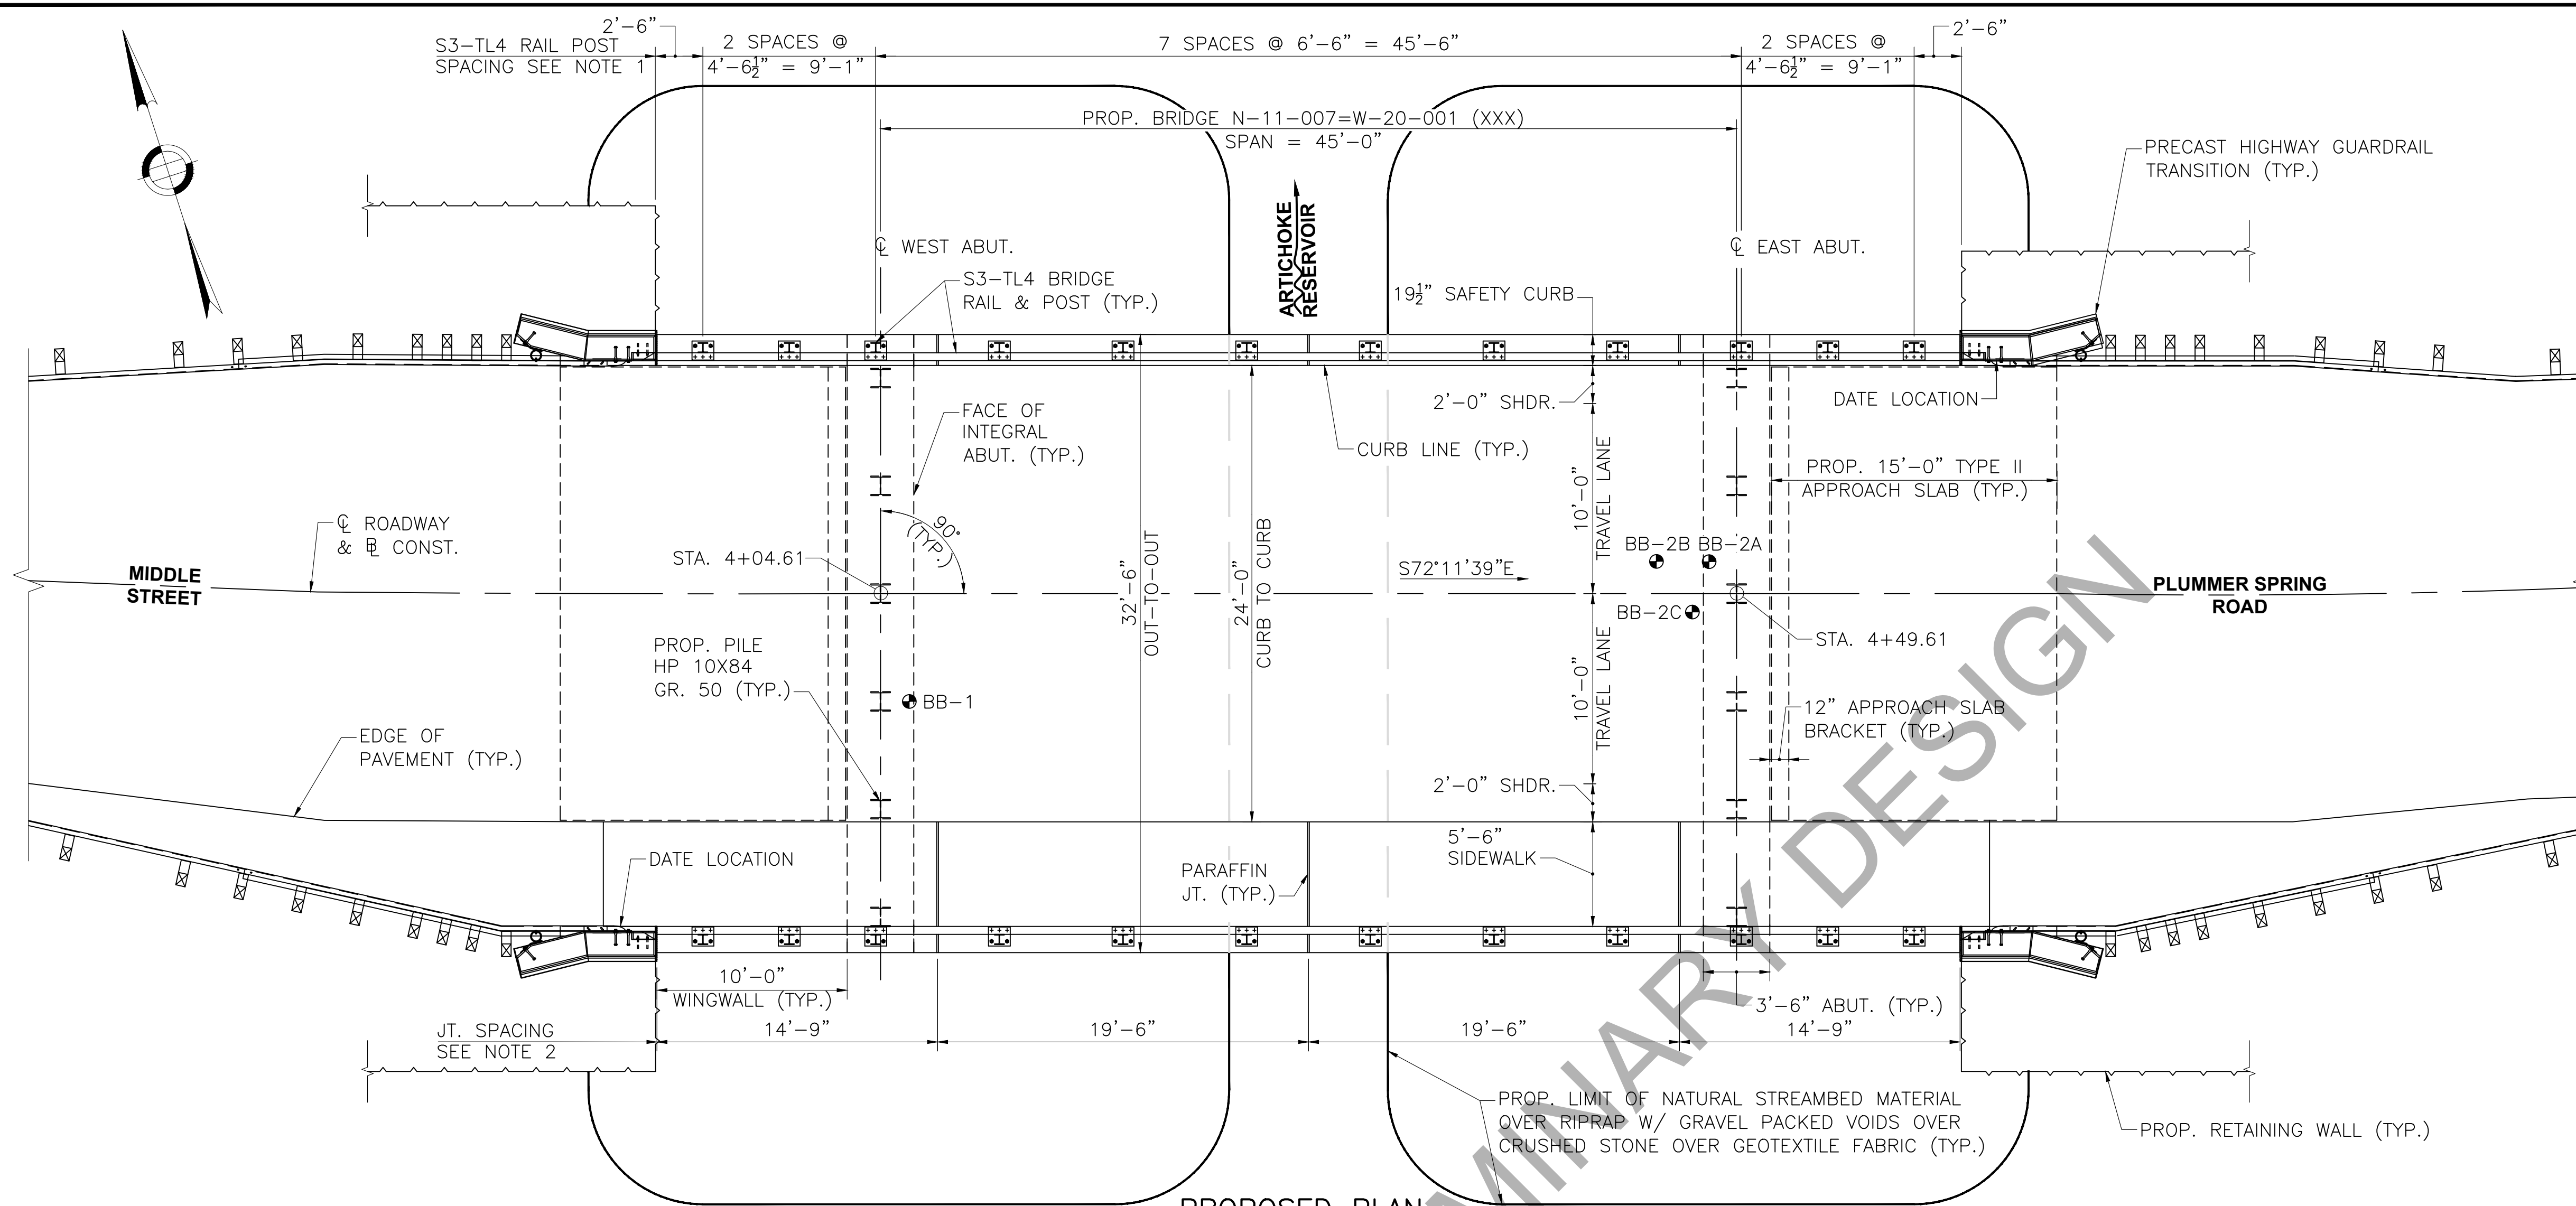 2'-6"
S3-TL4 RAIL POST
SPACING SEE NOTE 1
2 SPACES @
4'-6½" = 9'-1"
7 SPACES @ 6'-6" = 45'-6"
2 SPACES @
4'-6½" = 9'-1"
2'-6"
PROP. BRIDGE N-11-007=W-20-001 (XXX)
SPAN = 45'-0"
PRECAST HIGHWAY GUARDRAIL
TRANSITION (TYP.)
ARTICHOKE
RESERVOIR
℄ WEST ABUT.
℄ EAST ABUT.
S3-TL4 BRIDGE
RAIL & POST (TYP.)
19½" SAFETY CURB
2'-0" SHDR.
DATE LOCATION
FACE OF
INTEGRAL
ABUT. (TYP.)
CURB LINE (TYP.)
10'-0"
TRAVEL LANE
PROP. 15'-0" TYPE II
APPROACH SLAB (TYP.)
℄ ROADWAY
& B̲L CONST.
90°
(TYP.)
STA. 4+04.61
32'-6"
OUT-TO-OUT
24'-0"
CURB TO CURB
S72°11'39"E
BB-2B
BB-2A
BB-2C
MIDDLE
STREET
PLUMMER SPRING
ROAD
STA. 4+49.61
PROP. PILE
HP 10X84
GR. 50 (TYP.)
BB-1
10'-0"
TRAVEL LANE
12" APPROACH SLAB
BRACKET (TYP.)
EDGE OF
PAVEMENT (TYP.)
2'-0" SHDR.
5'-6"
SIDEWALK
DATE LOCATION
PARAFFIN
JT. (TYP.)
10'-0"
WINGWALL (TYP.)
3'-6" ABUT. (TYP.)
JT. SPACING
SEE NOTE 2
14'-9"
19'-6"
19'-6"
14'-9"
PROP. LIMIT OF NATURAL STREAMBED MATERIAL
OVER RIPRAP W/ GRAVEL PACKED VOIDS OVER
CRUSHED STONE OVER GEOTEXTILE FABRIC (TYP.)
PROP. RETAINING WALL (TYP.)
PROPOSED PLAN
MINARY DESIGN